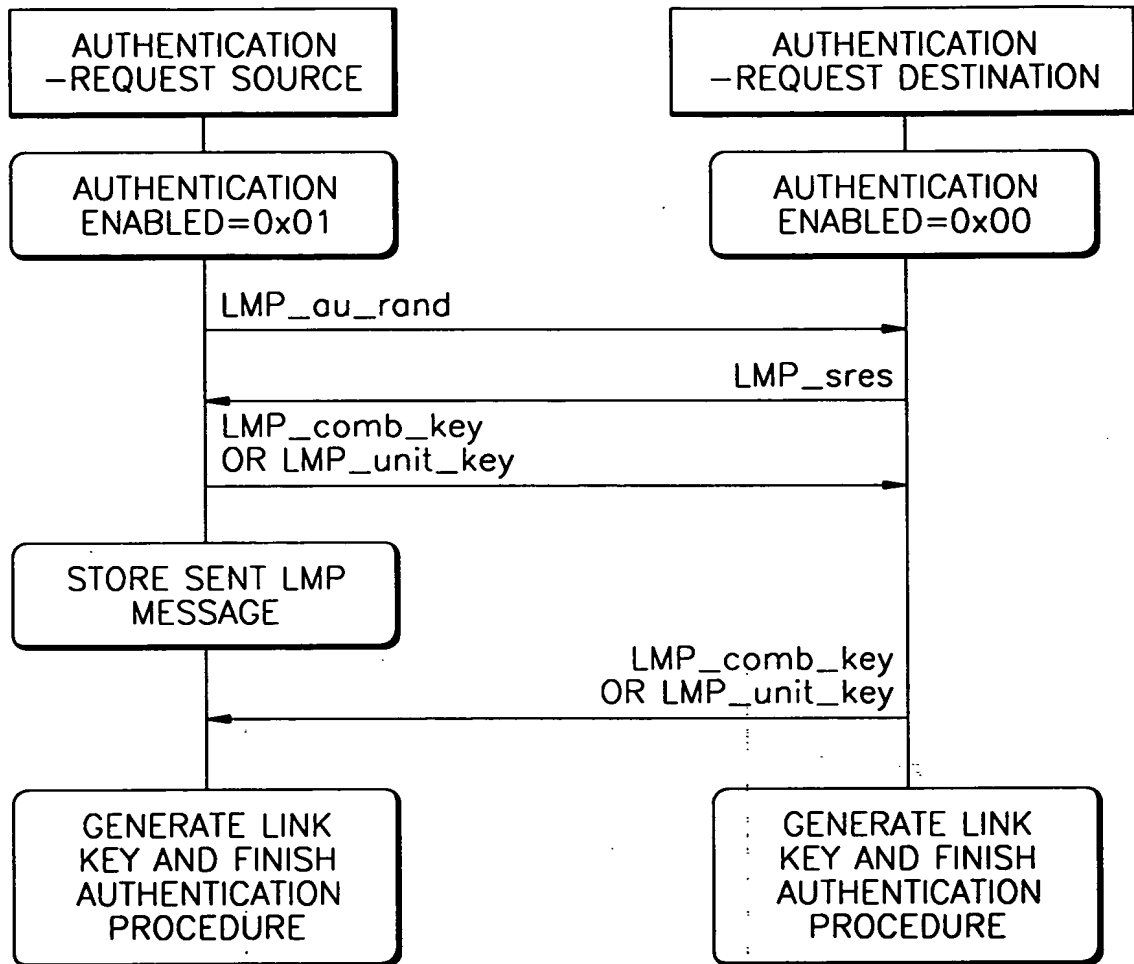 AUTHENTICATION
-REQUEST SOURCE
AUTHENTICATION
-REQUEST DESTINATION
AUTHENTICATION
ENABLED=0x01
AUTHENTICATION
ENABLED=0x00
LMP_au_rand
LMP_sres
LMP_comb_key
OR LMP_unit_key
STORE SENT LMP
MESSAGE
LMP_comb_key
OR LMP_unit_key
GENERATE LINK
KEY AND FINISH
AUTHENTICATION
PROCEDURE
GENERATE LINK
KEY AND FINISH
AUTHENTICATION
PROCEDURE